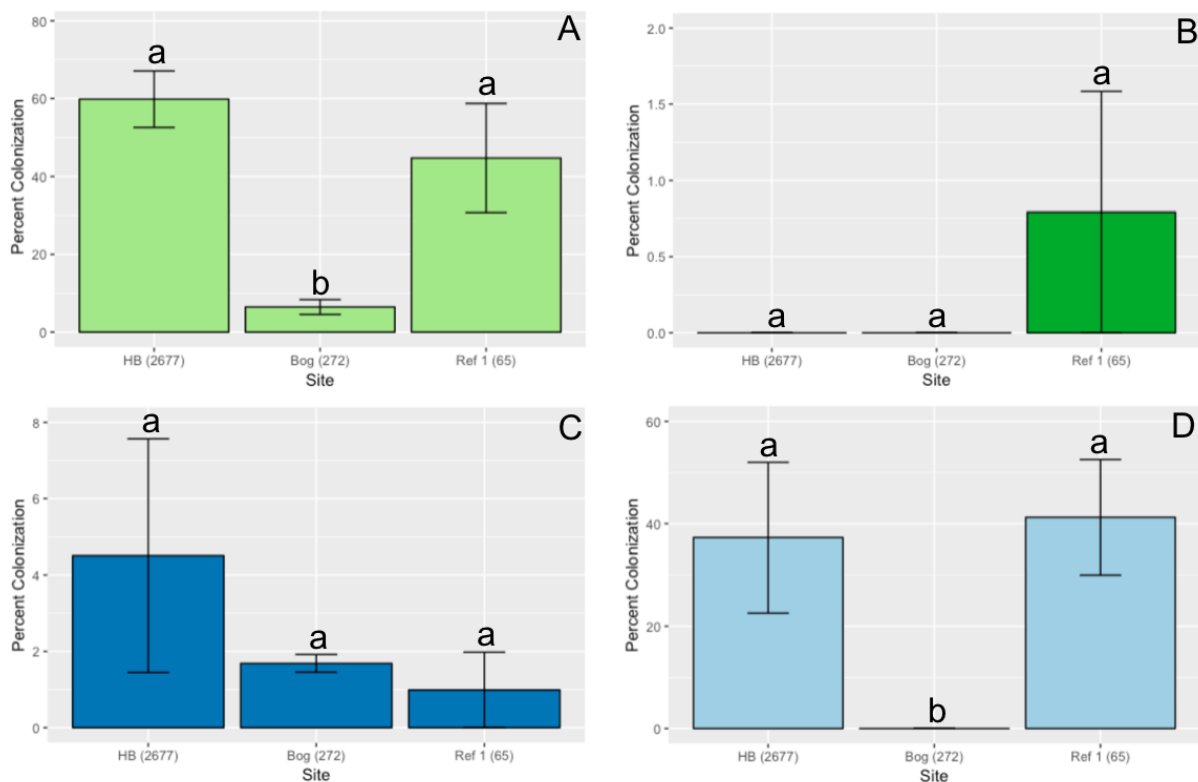 A
Percent Colonization
80
60
40
20
0
a
b
a
HB (2677)
Bog (272)
Ref 1 (65)
Site
B
Percent Colonization
2.0
1.5
1.0
0.5
0.0
a
a
a
HB (2677)
Bog (272)
Ref 1 (65)
Site
C
Percent Colonization
8
6
4
2
0
a
a
a
HB (2677)
Bog (272)
Ref 1 (65)
Site
D
Percent Colonization
60
40
20
0
a
b
a
HB (2677)
Bog (272)
Ref 1 (65)
Site